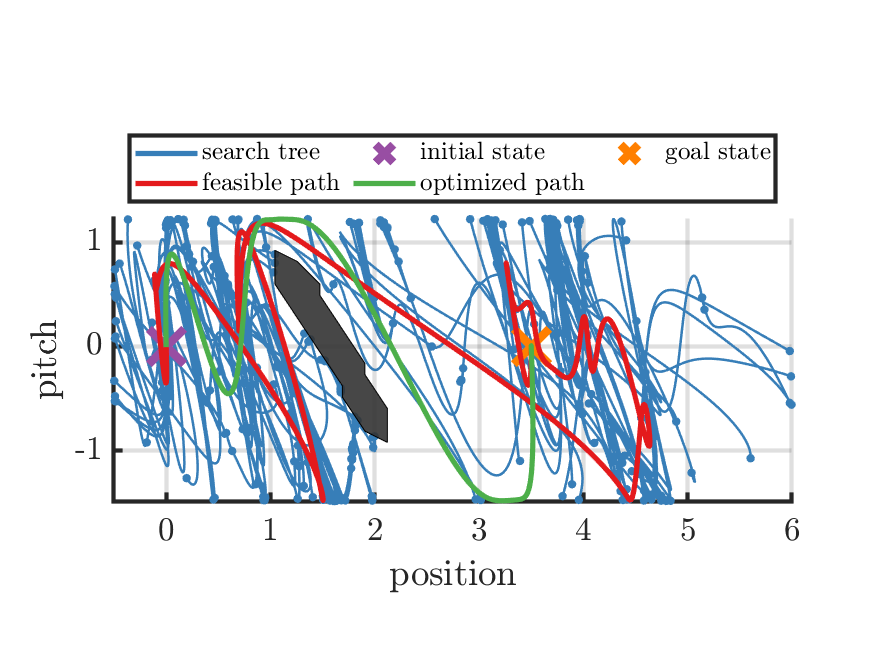 search tree initial state goal state
feasible path optimized path
1
0
-1
pitch
0 1 2 3 4 5 6
position